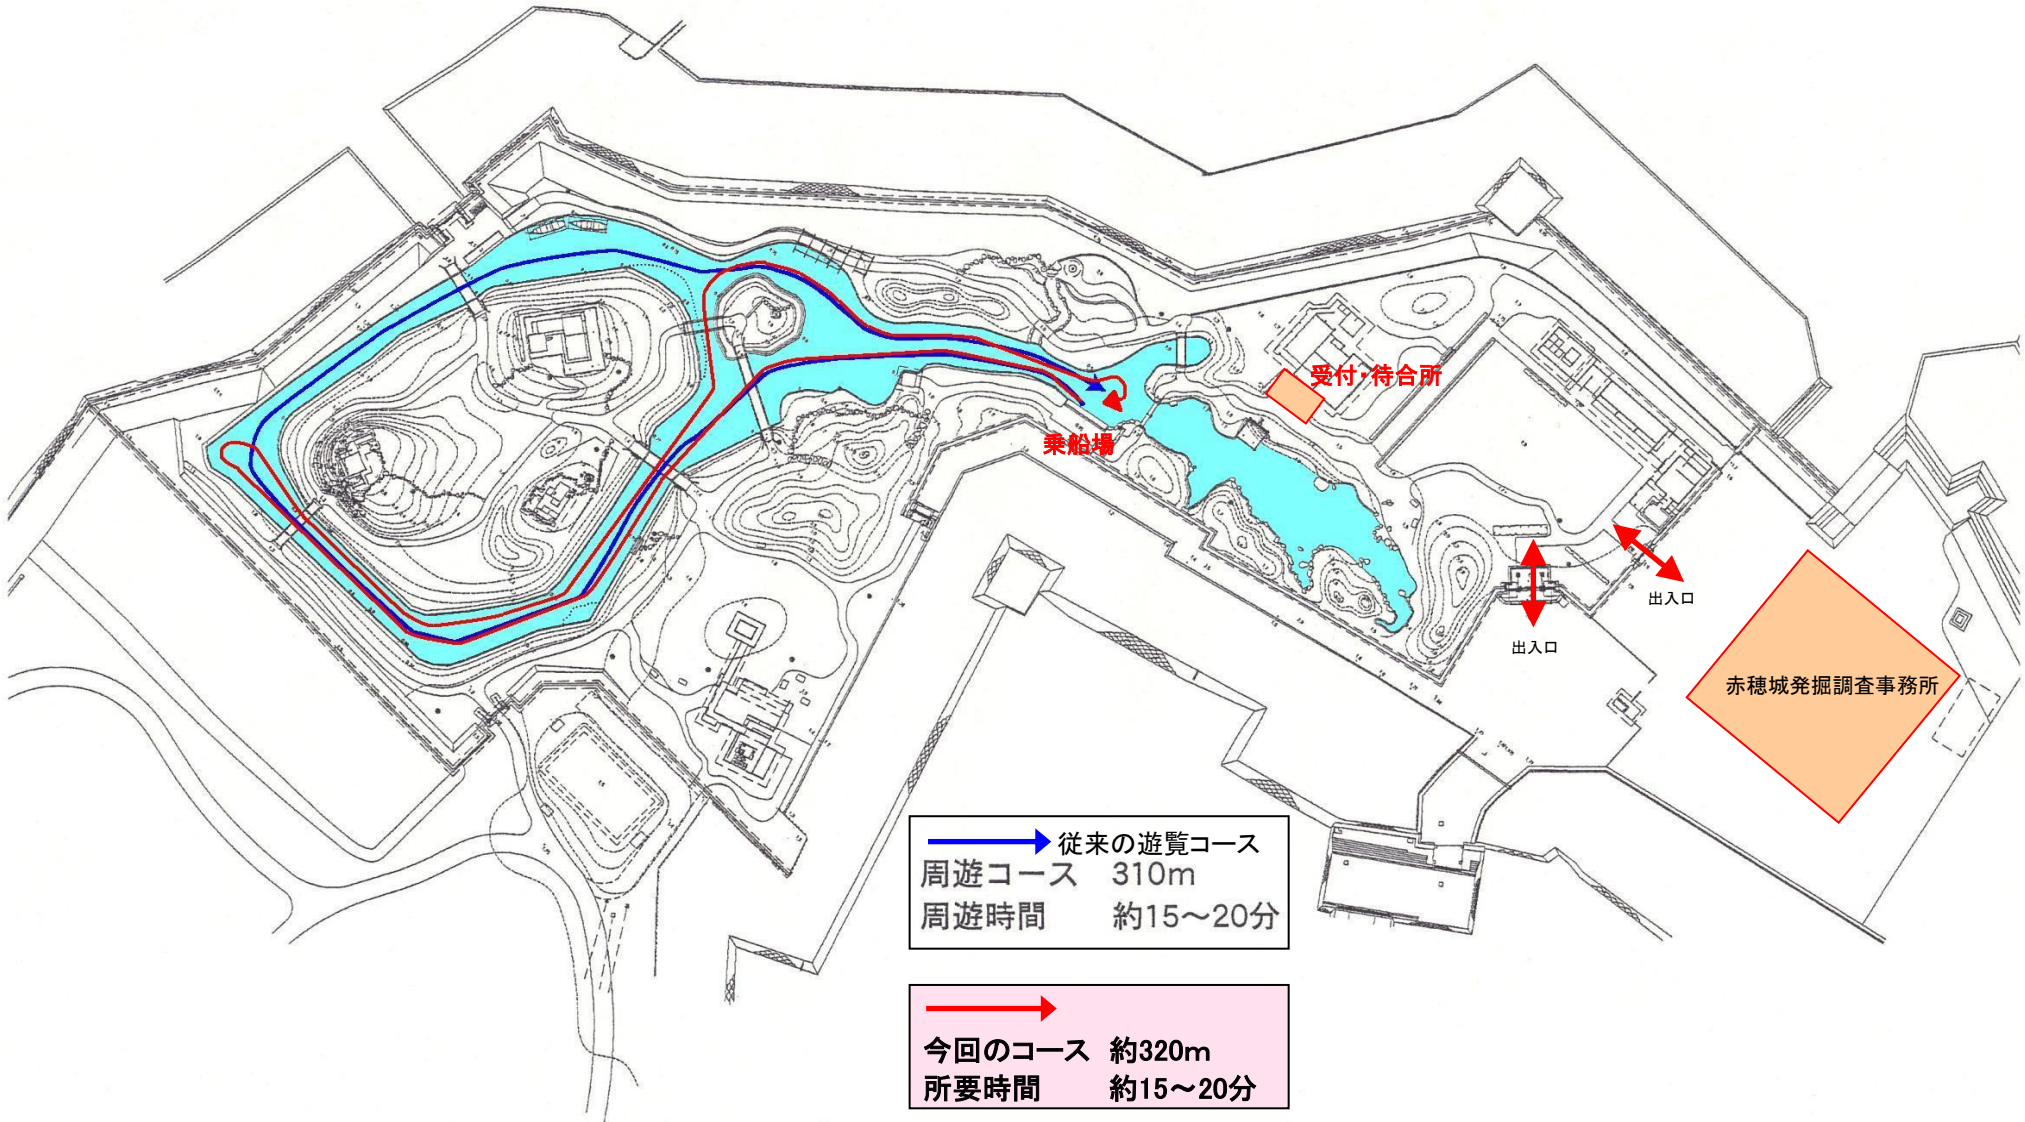 受付・待合所
乗船場
出入口
出入口
赤穂城発掘調査事務所
従来の遊覧コース
周遊コース 310m
周遊時間 約15～20分
今回のコース 約320m
所要時間 約15～20分